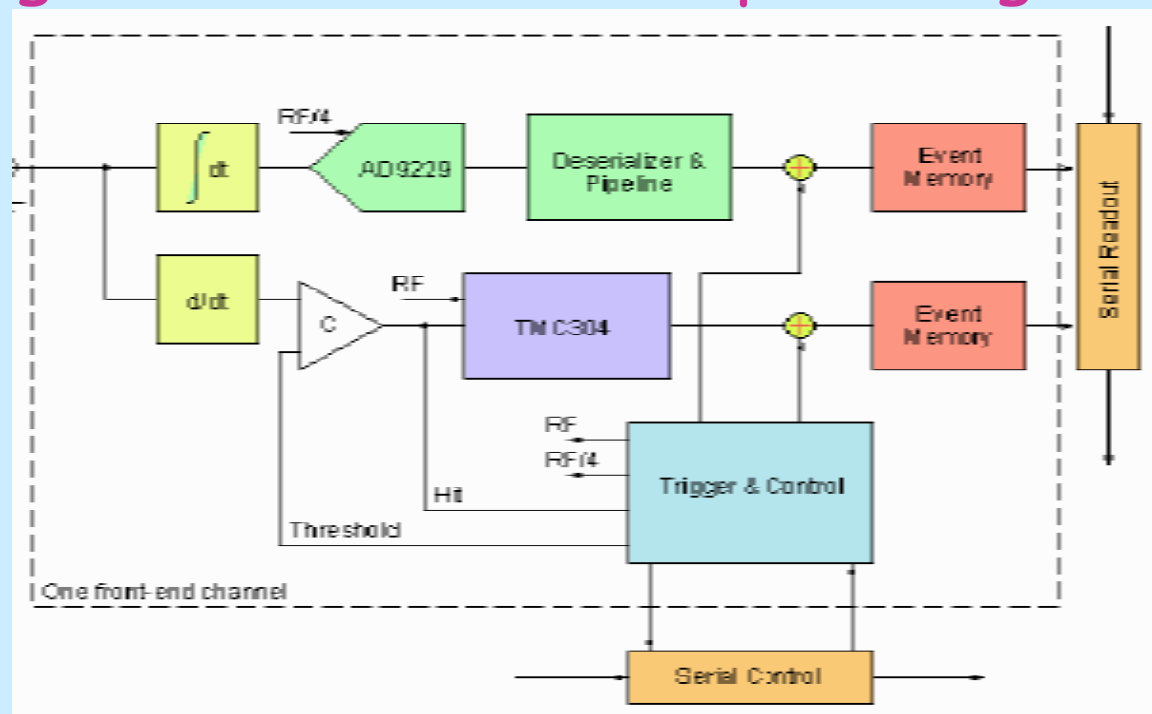 RF/4
∫dt
AD9229
Deserializer &
Pipeline
Event
Memory
Serial Readout
d/dt
C
RF
TMC304
Event
Memory
RF
RF/4
Trigger & Control
Hit
Threshold
One front-end channel
Serial Control